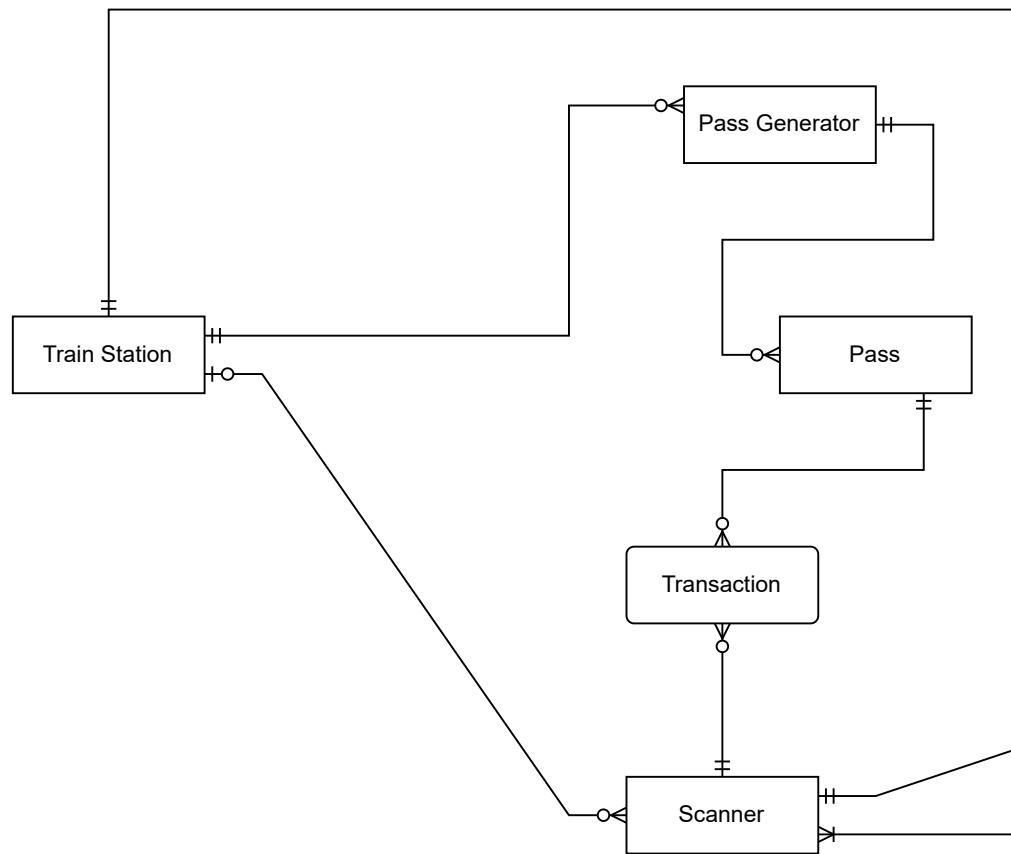 Pass Generator
Train Station
Pass
Transaction
Scanner